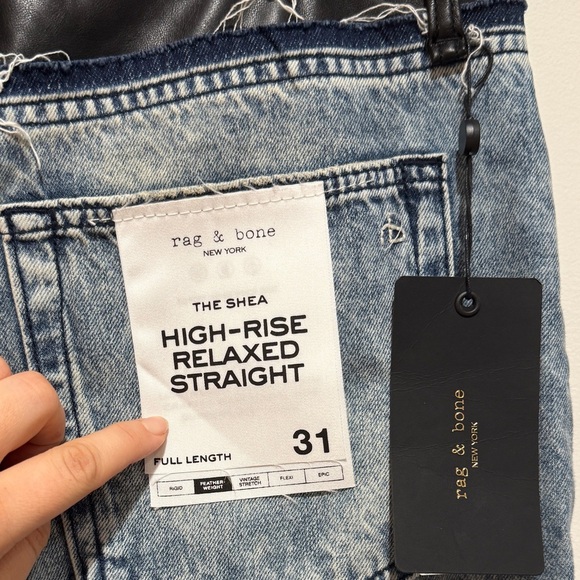 rag & bone
NEW YORK
THE SHEA
HIGH-RISE
RELAXED
STRAIGHT
FULL LENGTH
31
RIGID
FEATHER-
WEIGHT
VINTAGE
STRETCH
FLEXI
EPIC
rag & bone
NEW YORK